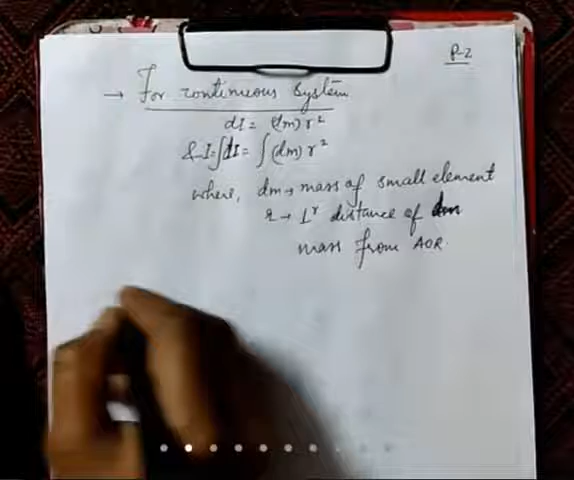 P-2
→ For continuous system
dI = (dm) r²
& I = ∫dI = ∫(dm) r²
where, dm → mass of small element
r → ⊥ʳ distance of dm
mass from AOR.